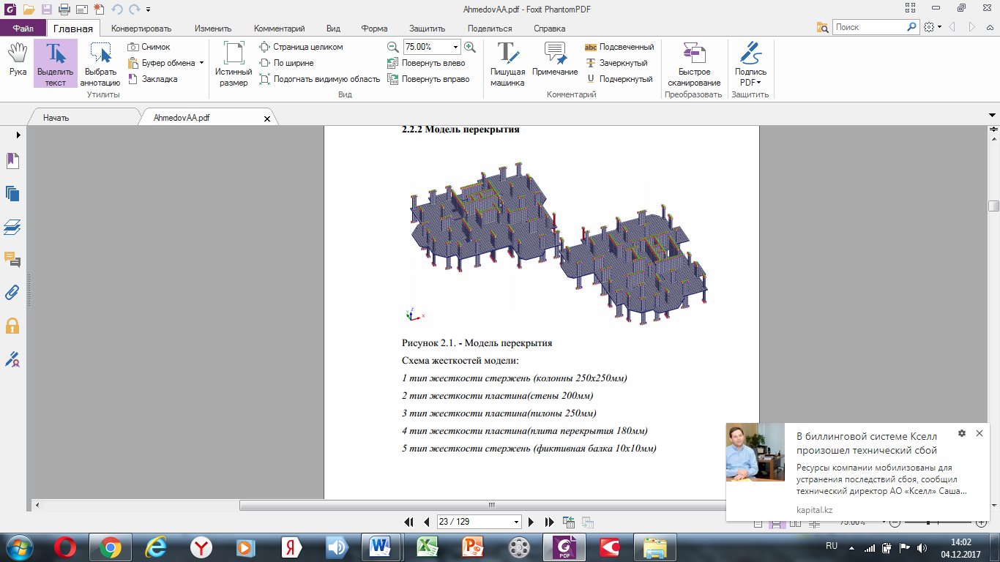 AhmedovAA.pdf - Foxit PhantomPDF
Файл
Главная
Конвертировать
Изменить
Комментарий
Вид
Форма
Защитить
Поделиться
Справка
Поиск
Рука
Выделить
текст
Выбрать
аннотацию
Снимок
Буфер обмена
Закладка
Утилиты
Истинный
размер
Страница целиком
По ширине
Подогнать видимую область
75.00%
Повернуть влево
Повернуть вправо
Вид
Пишущая
машинка
Примечание
abc Подсвеченный
Зачеркнутый
Подчеркнутый
Комментарий
Быстрое
сканирование
Преобразовать
Подпись
PDF
Защитить
Начать
AhmedovAA.pdf
2.2.2 Модель перекрытия
Z
Y
X
Рисунок 2.1. - Модель перекрытия
Схема жесткостей модели:
1 тип жесткости стержень (колонны 250х250мм)
2 тип жесткости пластина(стены 200мм)
3 тип жесткости пластина(пилоны 250мм)
4 тип жесткости пластина(плита перекрытия 180мм)
5 тип жесткости стержень (фиктивная балка 10х10мм)
В биллинговой системе Кселл
произошел технический сбой
Ресурсы компании мобилизованы для
устранения последствий сбоя, сообщил
технический директор АО «Кселл» Саша...
kapital.kz
23 / 129
75.00%
RU
14:02
04.12.2017